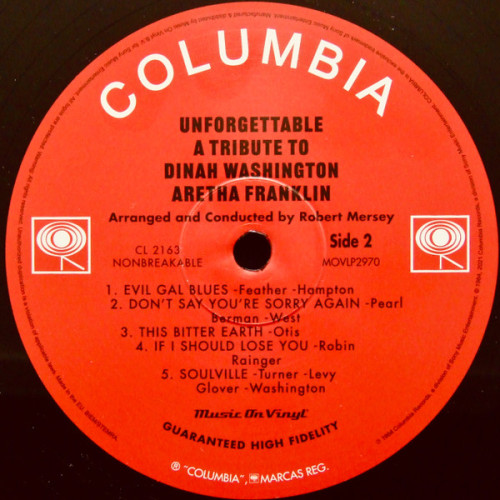 COLUMBIA
UNFORGETTABLE
A TRIBUTE TO
DINAH WASHINGTON
ARETHA FRANKLIN
Arranged and Conducted by Robert Mersey
CL 2163
NONBREAKABLE
Side 2
MOVLP2970
1. EVIL GAL BLUES -Feather -Hampton
2. DON'T SAY YOU'RE SORRY AGAIN -Pearl
Berman -West
3. THIS BITTER EARTH -Otis
4. IF I SHOULD LOSE YOU -Robin
Rainger
5. SOULVILLE -Turner -Levy
Glover -Washington
Music On Vinyl
GUARANTEED HIGH FIDELITY
® "COLUMBIA", MARCAS REG.